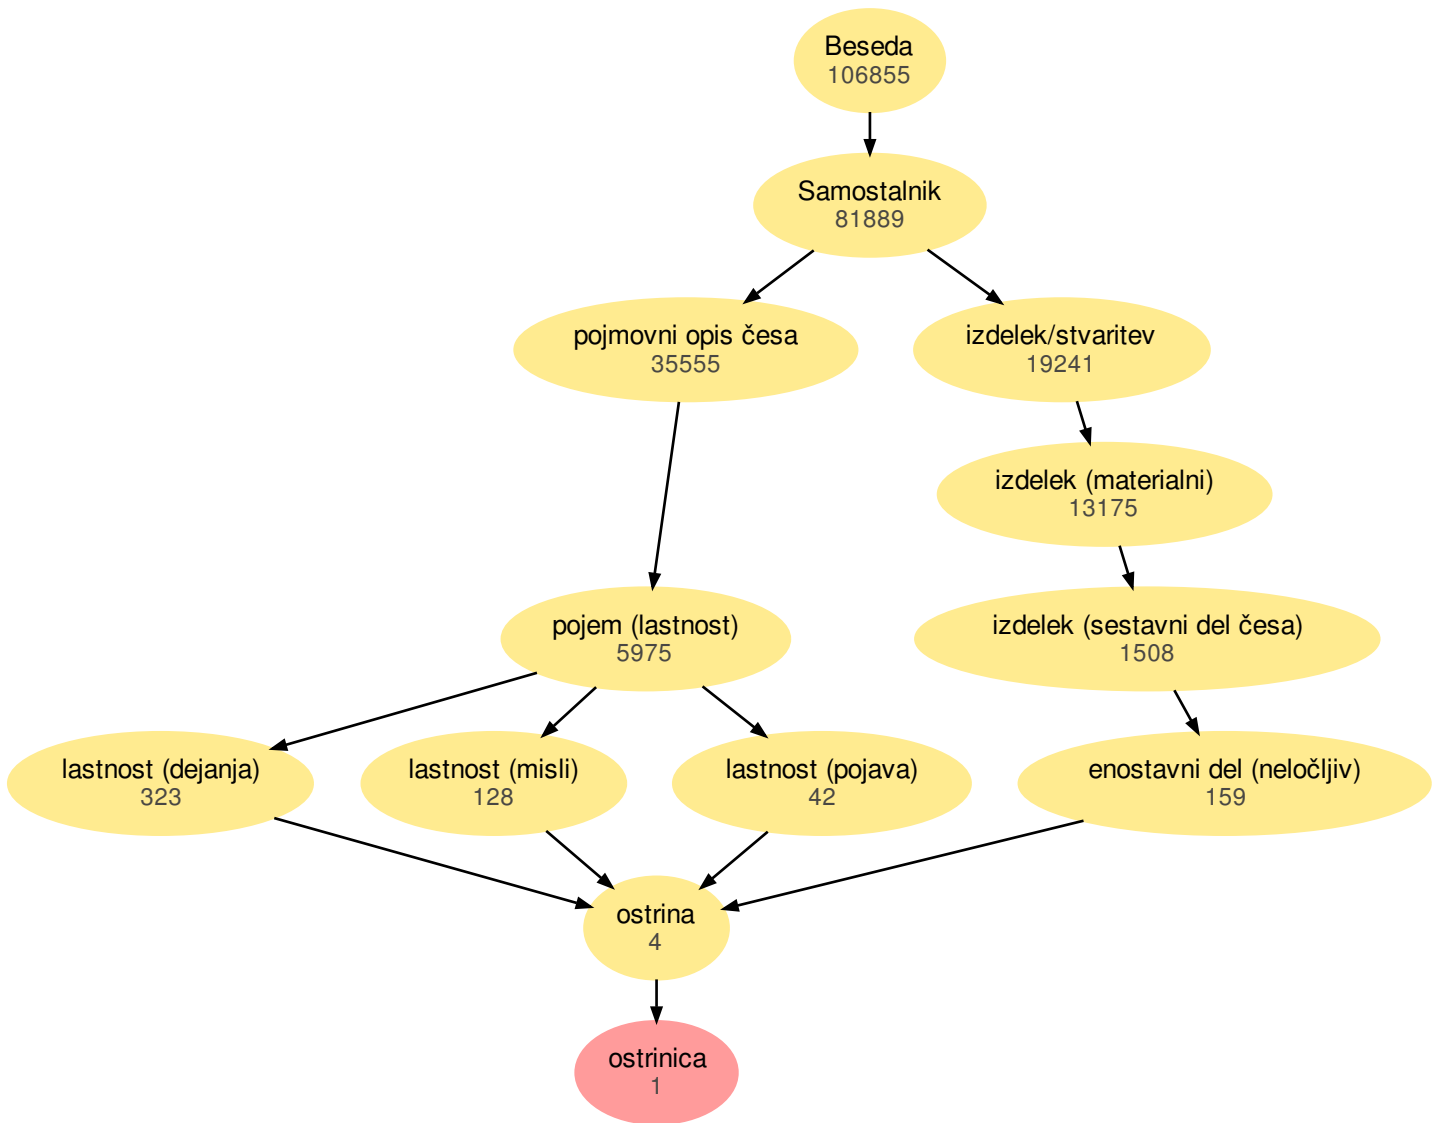 Beseda
106855
Samostalnik
81889
pojmovni opis česa
35555
izdelek/stvaritev
19241
izdelek (materialni)
13175
pojem (lastnost)
5975
izdelek (sestavni del česa)
1508
lastnost (dejanja)
323
lastnost (misli)
128
lastnost (pojava)
42
enostavni del (neločljiv)
159
ostrina
4
ostrinica
1